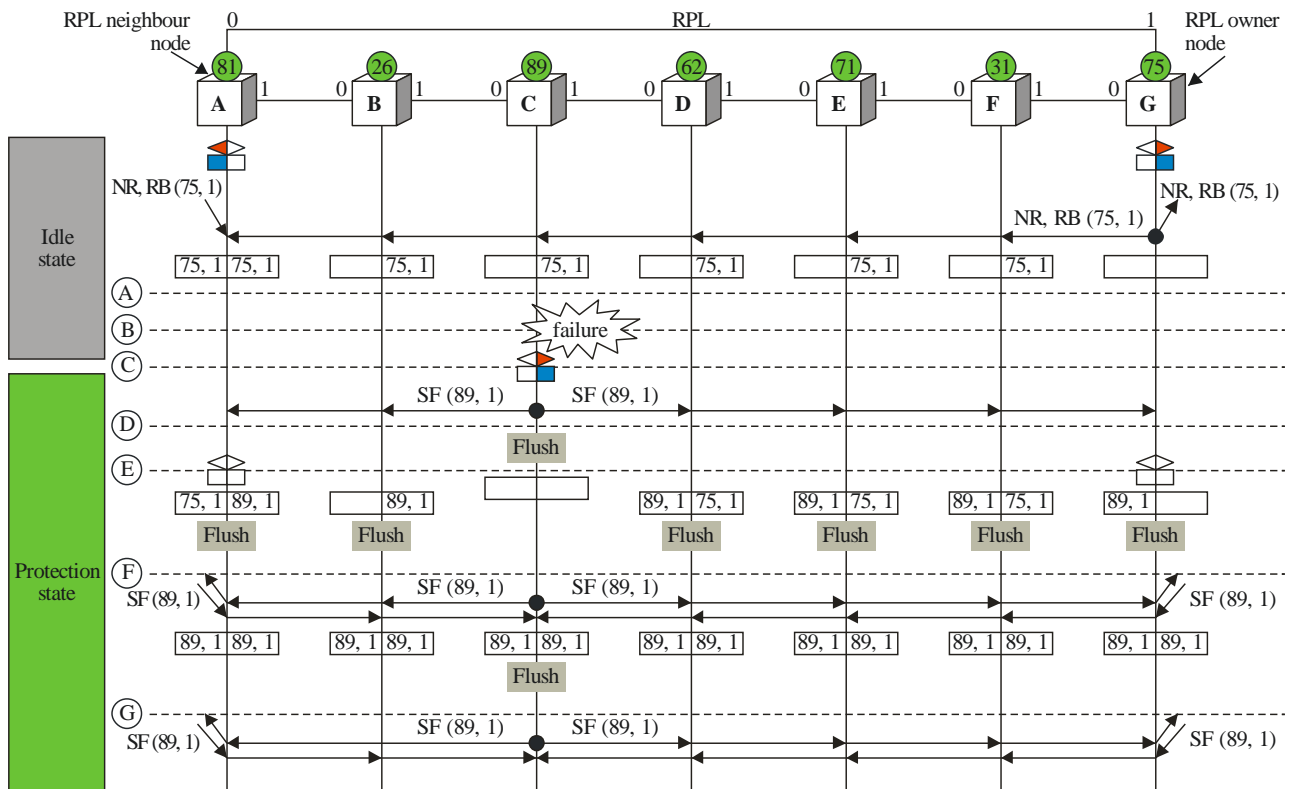 RPL neighbour
node
0
RPL
1
RPL owner
node
81 26 89 62 71 31 75
A 1 0 B 1 0 C 1 0 D 1 0 E 1 0 F 1 0 G
Idle
state
NR, RB (75, 1)
NR, RB (75, 1)
NR, RB (75, 1)
75, 1 75, 1
75, 1
75, 1
75, 1
75, 1
75, 1
A
B
failure
C
SF (89, 1) SF (89, 1)
D
Flush
E
75, 1 89, 1
89, 1
89, 1 75, 1
89, 1 75, 1
89, 1 75, 1
89, 1
Flush Flush Flush Flush Flush Flush
Protection
state
F
SF (89, 1)
SF (89, 1) SF (89, 1)
SF (89, 1)
89, 1 89, 1
89, 1 89, 1
89, 1 89, 1
89, 1 89, 1
89, 1 89, 1
89, 1 89, 1
89, 1 89, 1
Flush
G
SF (89, 1)
SF (89, 1) SF (89, 1)
SF (89, 1)